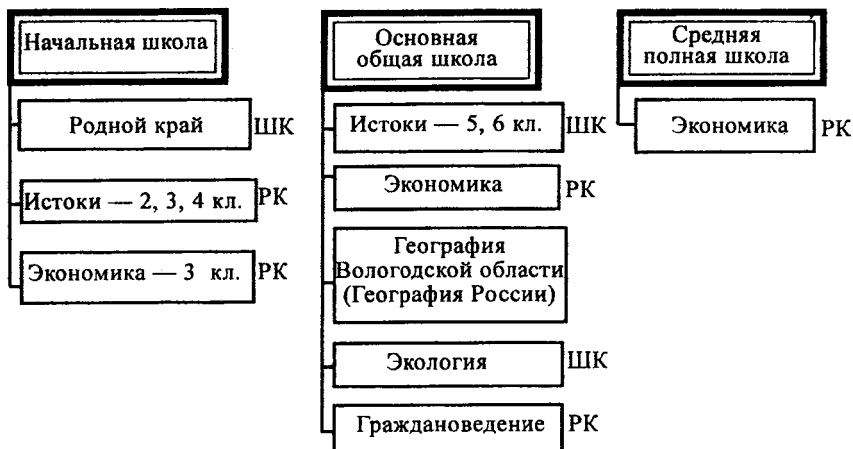 Начальная школа
Родной край ШК
Истоки — 2, 3, 4 кл. РК
Экономика — 3 кл. РК
Основная
общая школа
Истоки — 5, 6 кл. ШК
Экономика РК
География
Вологодской области
(География России)
Экология ШК
Граждановедение РК
Средняя
полная школа
Экономика РК